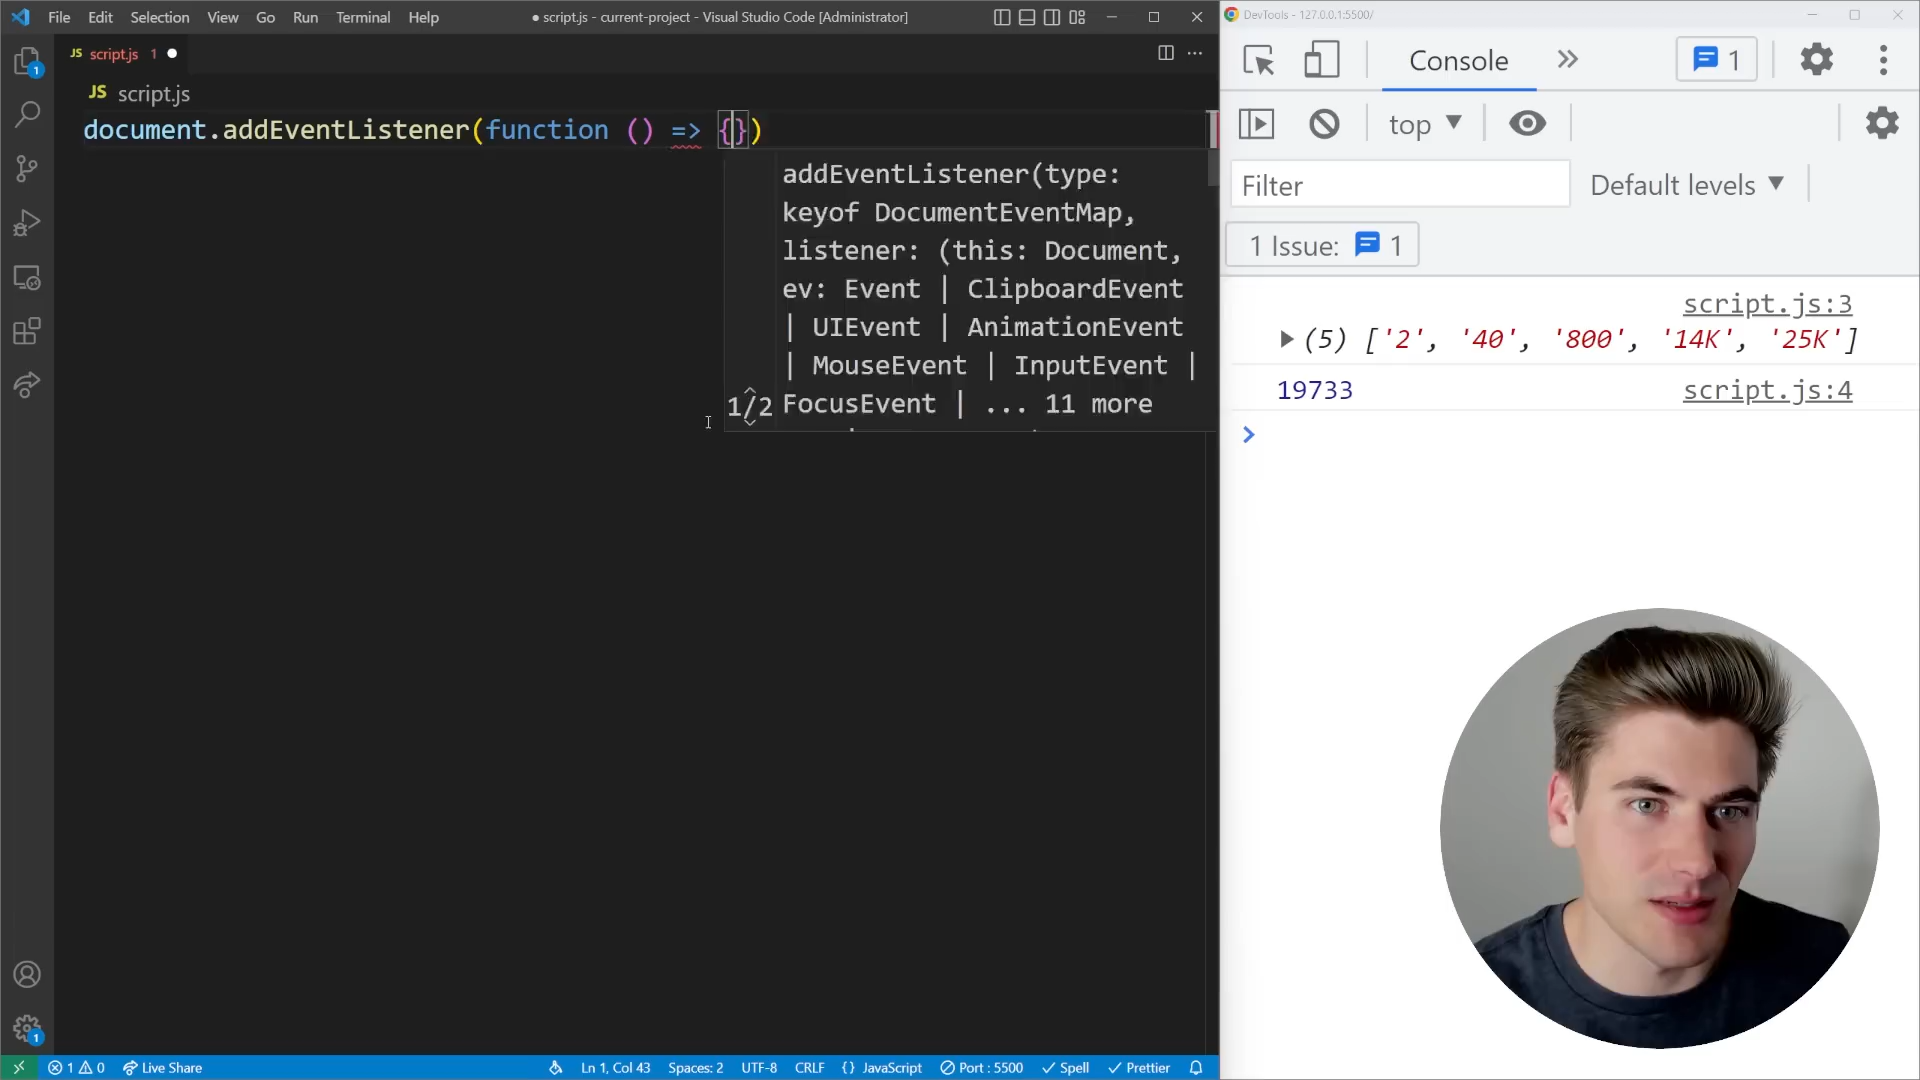 File Edit Selection View Go Run Terminal Help
● script.js - current-project - Visual Studio Code [Administrator]
JS script.js 1 ●
JS script.js
document.addEventListener(function () => {})
addEventListener(type:
keyof DocumentEventMap,
listener: (this: Document,
ev: Event | ClipboardEvent
| UIEvent | AnimationEvent
| MouseEvent | InputEvent |
1/2 FocusEvent | ... 11 more
1
1
1 0 Live Share
Ln 1, Col 43 Spaces: 2 UTF-8 CRLF {} JavaScript Port : 5500 Spell Prettier
DevTools - 127.0.0.1:5500/
Console 1
top
Filter Default levels
1 Issue: 1
script.js:3
(5) ['2', '40', '800', '14K', '25K']
19733 script.js:4